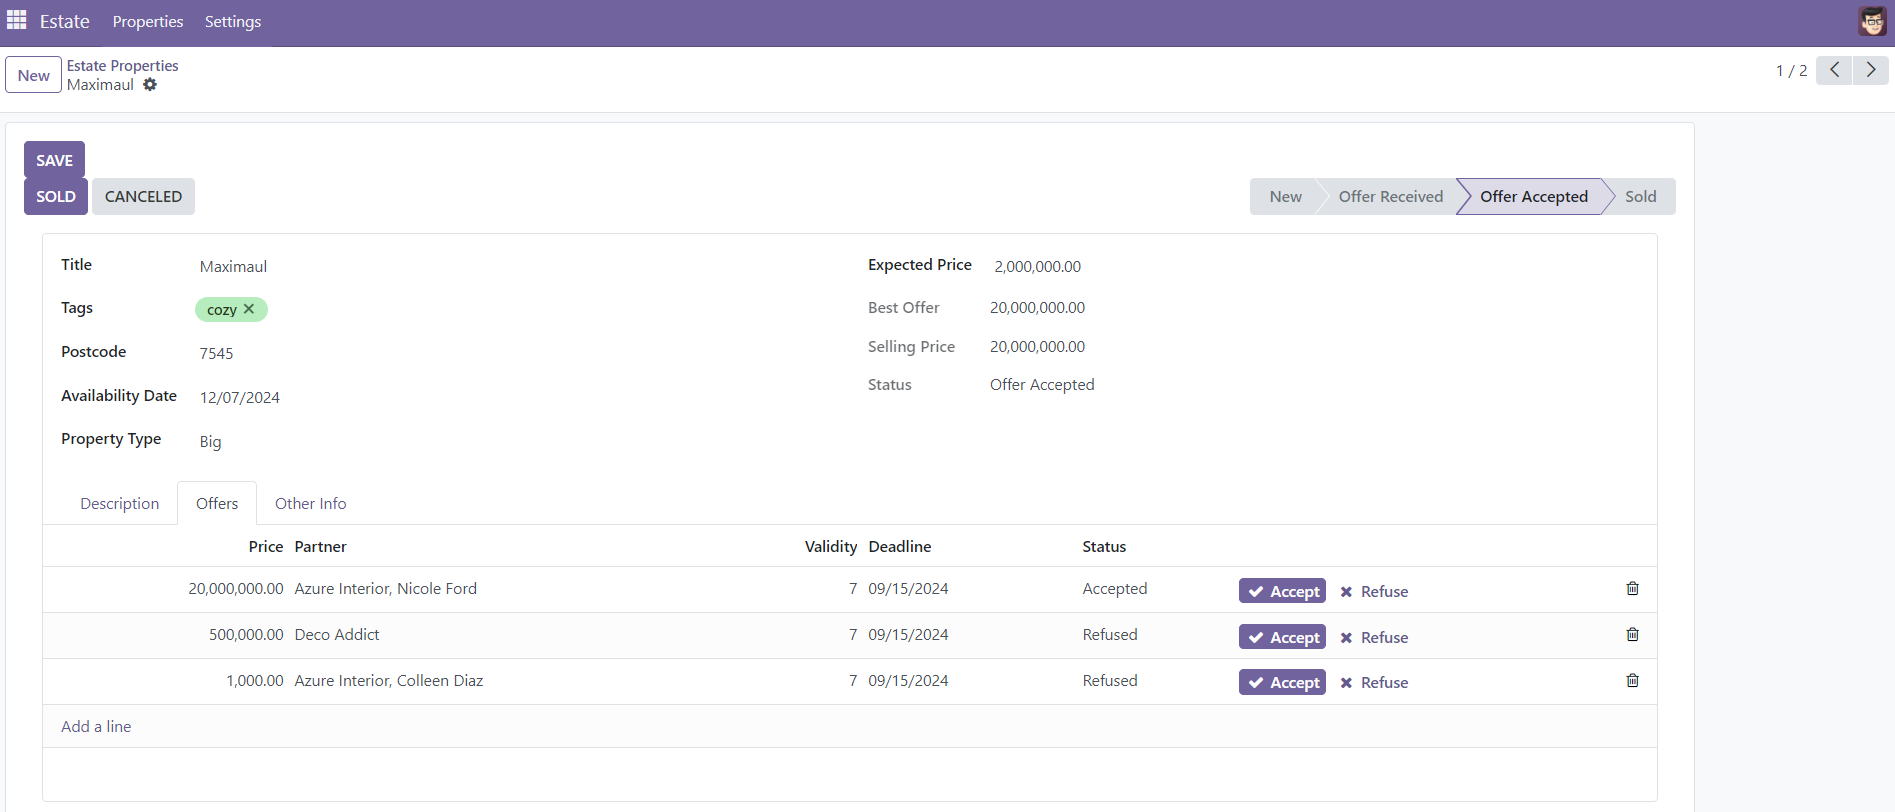 Estate Properties Settings
New
Estate Properties
Maximaul
1 / 2
SAVE
SOLD CANCELED
New Offer Received Offer Accepted Sold
Title Maximaul
Tags cozy
Postcode 7545
Availability Date 12/07/2024
Property Type Big
Expected Price 2,000,000.00
Best Offer 20,000,000.00
Selling Price 20,000,000.00
Status Offer Accepted
Description Offers Other Info
Price Partner Validity Deadline Status
20,000,000.00 Azure Interior, Nicole Ford 7 09/15/2024 Accepted Accept Refuse
500,000.00 Deco Addict 7 09/15/2024 Refused Accept Refuse
1,000.00 Azure Interior, Colleen Diaz 7 09/15/2024 Refused Accept Refuse
Add a line